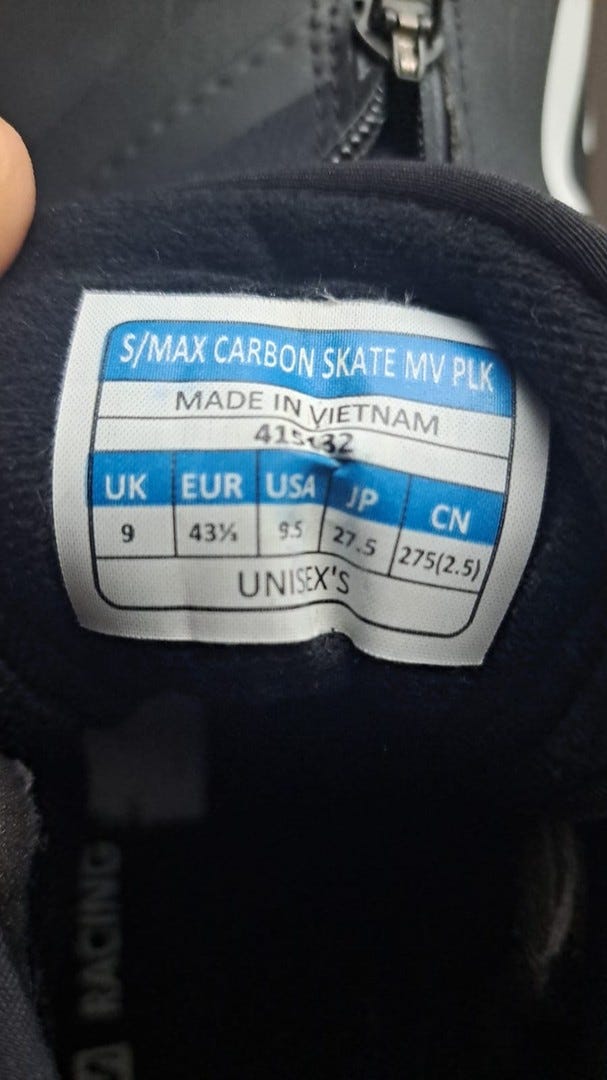 S/MAX CARBON SKATE MV PLK
MADE IN VIETNAM
UK EUR USA JP CN
9 43⅓ 9.5 27.5 275(2.5)
UNISEX'S
RACING